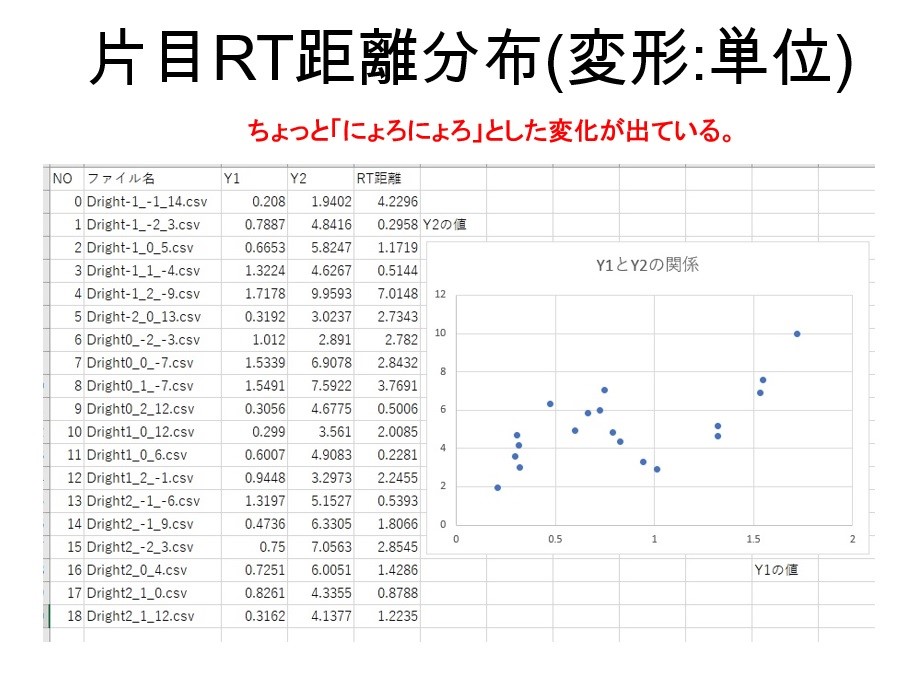 片目RT距離分布(変形:単位)
ちょっと｢にょろにょろ｣とした変化が出ている。
NO ファイル名 Y1 Y2 RT距離
0 Dright-1_-1_14.csv 0.208 1.9402 4.2296
1 Dright-1_-2_3.csv 0.7887 4.8416 0.2958 Y2の値
2 Dright-1_0_5.csv 0.6653 5.8247 1.1719
3 Dright-1_1_-4.csv 1.3224 4.6267 0.5144
4 Dright-1_2_-9.csv 1.7178 9.9593 7.0148
5 Dright-2_0_13.csv 0.3192 3.0237 2.7343
6 Dright0_-2_-3.csv 1.012 2.891 2.782
7 Dright0_0_-7.csv 1.5339 6.9078 2.8432
8 Dright0_1_-7.csv 1.5491 7.5922 3.7691
9 Dright0_2_12.csv 0.3056 4.6775 0.5006
10 Dright1_0_12.csv 0.299 3.561 2.0085
11 Dright1_0_6.csv 0.6007 4.9083 0.2281
12 Dright1_2_-1.csv 0.9448 3.2973 2.2455
13 Dright2_-1_-6.csv 1.3197 5.1527 0.5393
14 Dright2_-1_9.csv 0.4736 6.3305 1.8066
15 Dright2_-2_3.csv 0.75 7.0563 2.8545
16 Dright2_0_4.csv 0.7251 6.0051 1.4286
17 Dright2_1_0.csv 0.8261 4.3355 0.8788
18 Dright2_1_12.csv 0.3162 4.1377 1.2235
Y1とY2の関係
12
10
8
6
4
2
0
0 0.5 1 1.5 2
Y1の値